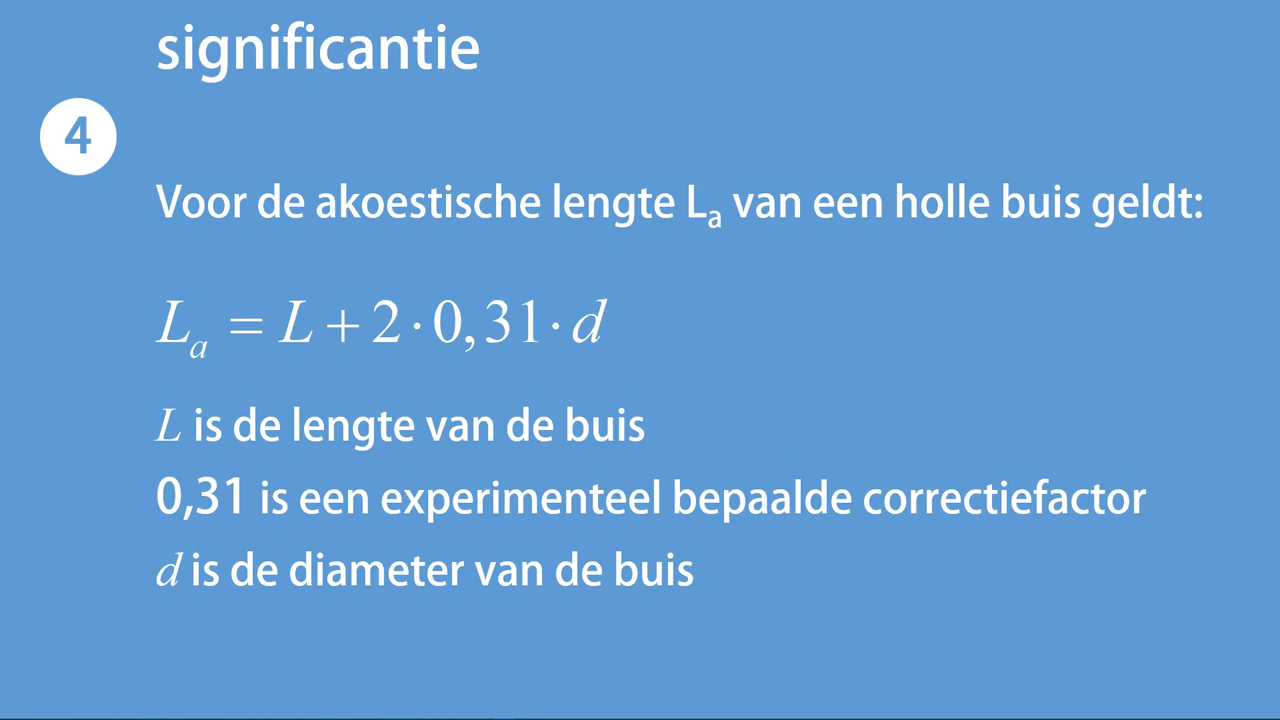 significantie
4
Voor de akoestische lengte Lₐ van een holle buis geldt:
Lₐ = L + 2 · 0,31 · d
L is de lengte van de buis
0,31 is een experimenteel bepaalde correctiefactor
d is de diameter van de buis